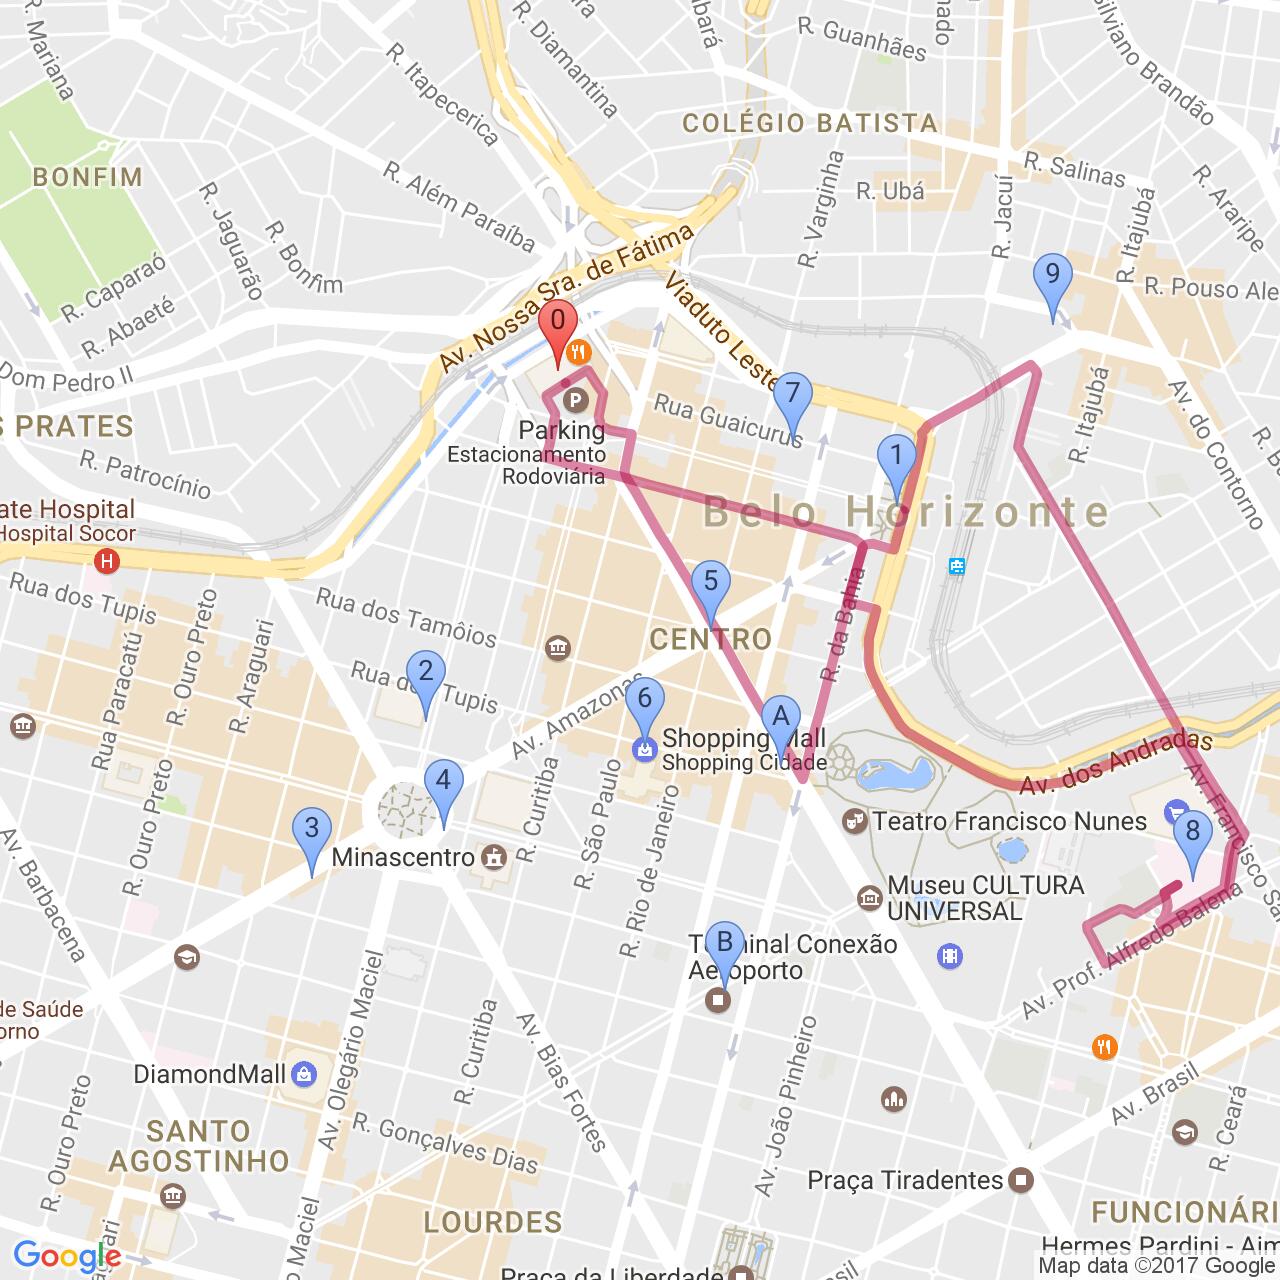 R. Mariana
R. Diamantina
R. Guanhães
Silviano Brandão
R. Itapecerica
COLÉGIO BATISTA
BONFIM
R. Além Paraíba
R. Varginha
R. Ubá
R. Salinas
R. Araripe
R. Jacuí
R. Itajubá
R. Jaguarão
R. Bonfim
Av. Nossa Sra. de Fátima
R. Caparaó
R. Abaeté
9
R. Pouso Ale
Viaduto Leste
0
Dom Pedro II
7
Rua Guaicurus
R. Itajubá
Av. do Contorno
S PRATES
P
Parking
Estacionamento
Rodoviária
R. Patrocínio
1
Belo Horizonte
ate Hospital
Hospital Socor
H
Rua dos Tupis
Rua dos Tamôios
5
CENTRO
R. da Bahia
R. Ouro Preto
R. Araguari
Rua Paracatú
2
Rua dos Tupis
Av. Amazonas
6
A
Shopping Mall
Shopping Cidade
Av. dos Andradas
Av. Francisco Sa
4
3
R. Ouro Preto
R. Curitiba
R. São Paulo
R. Rio de Janeiro
Teatro Francisco Nunes
8
Minascentro
Av. Barbacena
Museu CULTURA
UNIVERSAL
Av. Prof. Alfredo Balena
B
Terminal Conexão
Aeroporto
de Saúde
orno
R. Curitiba
Av. Olegário Maciel
Av. Bias Fortes
Av. João Pinheiro
DiamondMall
Av. Brasil
R. Ceará
R. Ouro Preto
SANTO
AGOSTINHO
R. Gonçalves Dias
Praça Tiradentes
LOURDES
FUNCIONÁRI
guari
o Maciel
Hermes Pardini - Aim
Google
Praça da Liberdade
Map data ©2017 Google